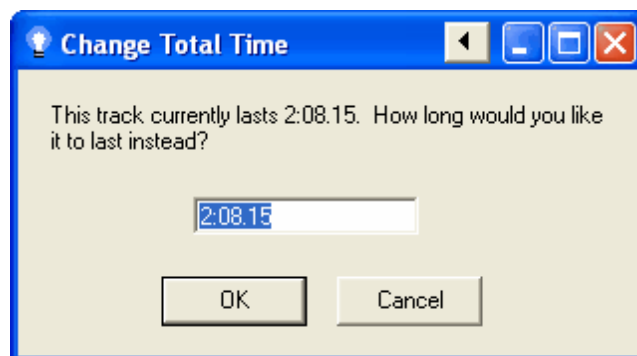 Change Total Time
This track currently lasts 2:08.15.  How long would you like
it to last instead?
2:08.15
OK
Cancel